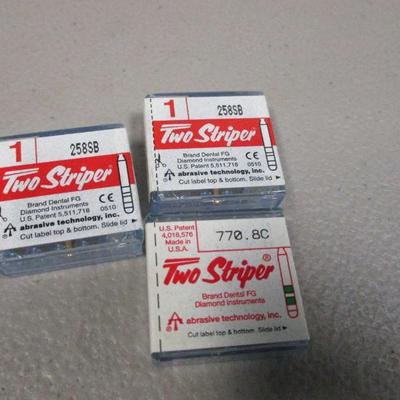 1 258SB
Two Striper®
Brand Dental FG
Diamond Instruments
U.S. Patent 5,511,718 0510
abrasive technology, inc.
Cut label top & bottom. Slide lid
1 258SB
Two Striper®
Brand Dental FG
Diamond Instruments CE
U.S. Patent 5,511,718 0510
abrasive technology, inc.
Cut label top & bottom. Slide lid
U.S. Patent
4,018,576
Made in
U.S.A.
770.8C
Two Striper®
Brand Dental FG
Diamond Instruments
AT abrasive technology, inc.
Cut label top & bottom. Slide lid